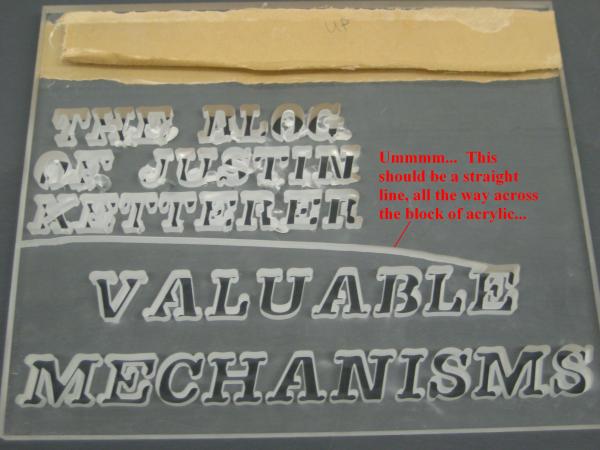 UP
THE BLOG
OF JUSTIN
KETTERER
Ummmm... This
should be a straight
line, all the way across
the block of acrylic...
VALUABLE
MECHANISMS